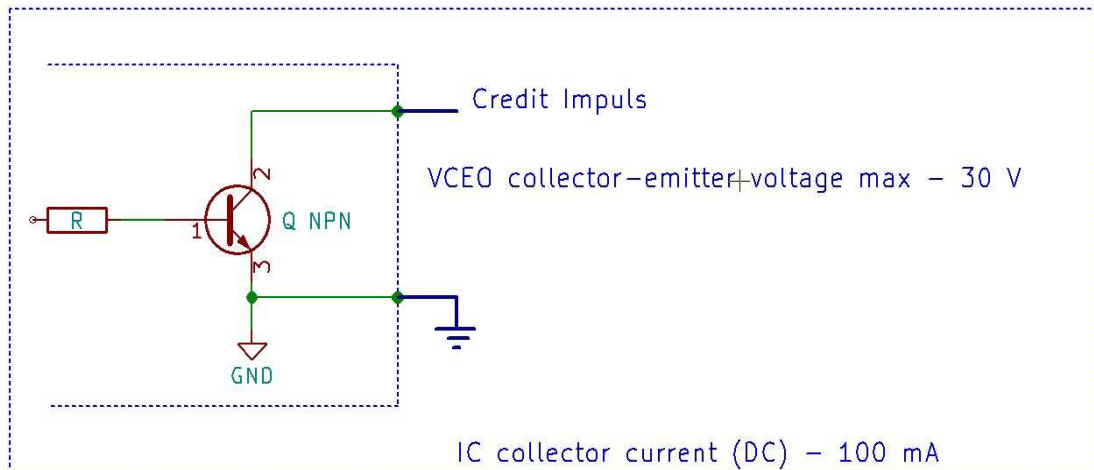 Credit Impuls
VCEO collector-emitter voltage max - 30 V
2
R
1
Q NPN
3
GND
IC collector current (DC) - 100 mA